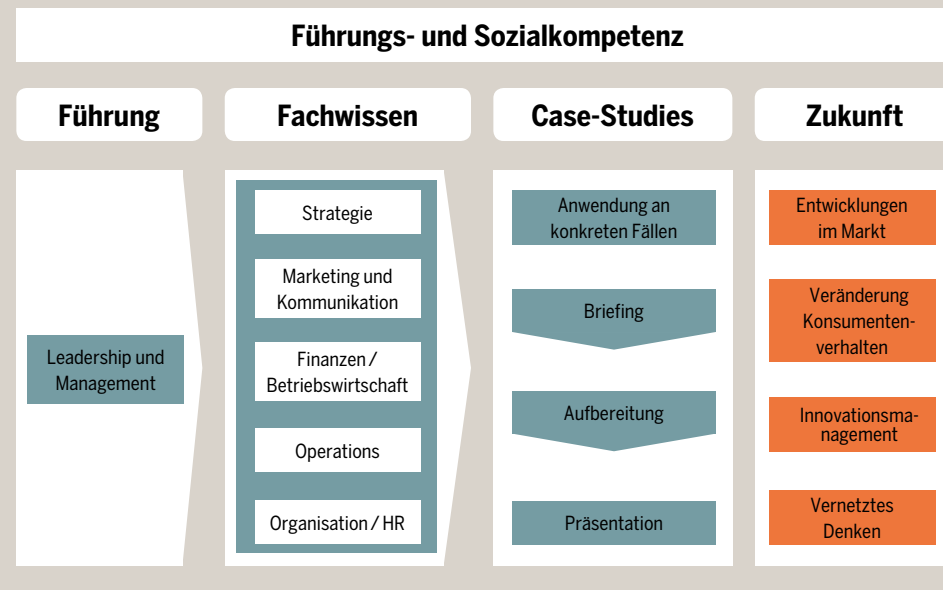 Führungs- und Sozialkompetenz
Führung
Fachwissen
Case-Studies
Zukunft
Leadership und
Management
Strategie
Marketing und
Kommunikation
Finanzen / 
Betriebswirtschaft
Operations
Organisation / HR
Anwendung an
konkreten Fällen
Briefing
Aufbereitung
Präsentation
Entwicklungen
im Markt
Veränderung
Konsumenten-
verhalten
Innovationsma-
nagement
Vernetztes
Denken